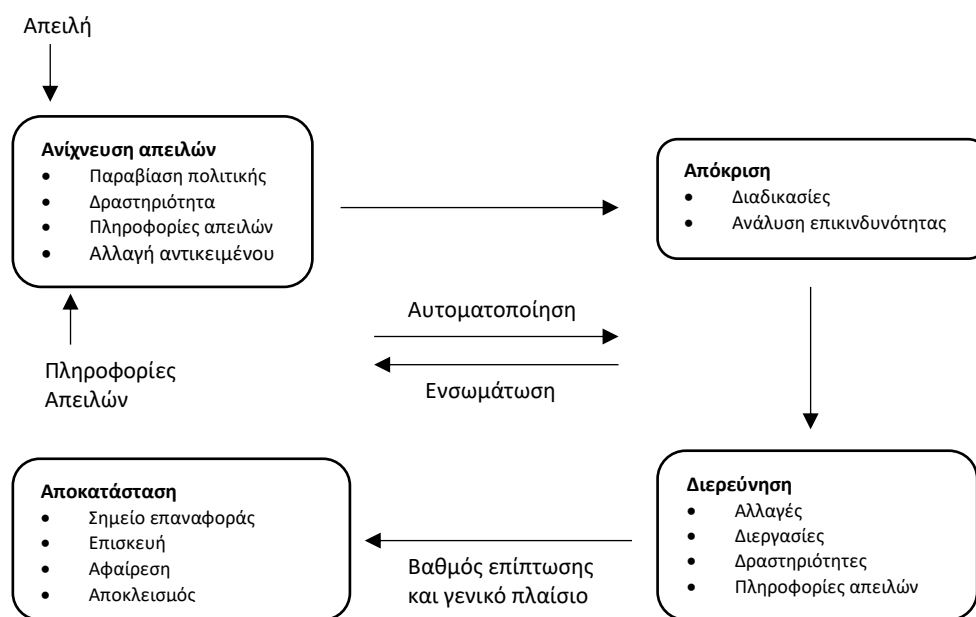 Απειλή
Ανίχνευση απειλών
• Παραβίαση πολιτικής
• Δραστηριότητα
• Πληροφορίες απειλών
• Αλλαγή αντικειμένου
Απόκριση
• Διαδικασίες
• Ανάλυση επικινδυνότητας
Αυτοματοποίηση
Ενσωμάτωση
Πληροφορίες
Απειλών
Αποκατάσταση
• Σημείο επαναφοράς
• Επισκευή
• Αφαίρεση
• Αποκλεισμός
Βαθμός επίπτωσης
και γενικό πλαίσιο
Διερεύνηση
• Αλλαγές
• Διεργασίες
• Δραστηριότητες
• Πληροφορίες απειλών